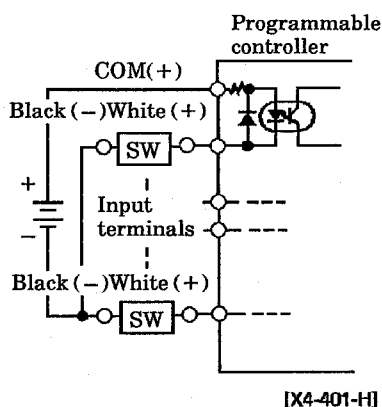 Programmable
controller
COM(+)
Black(−)White(+)
SW
+
−
Input
terminals
Black(−)White(+)
SW
[X4-401-H]